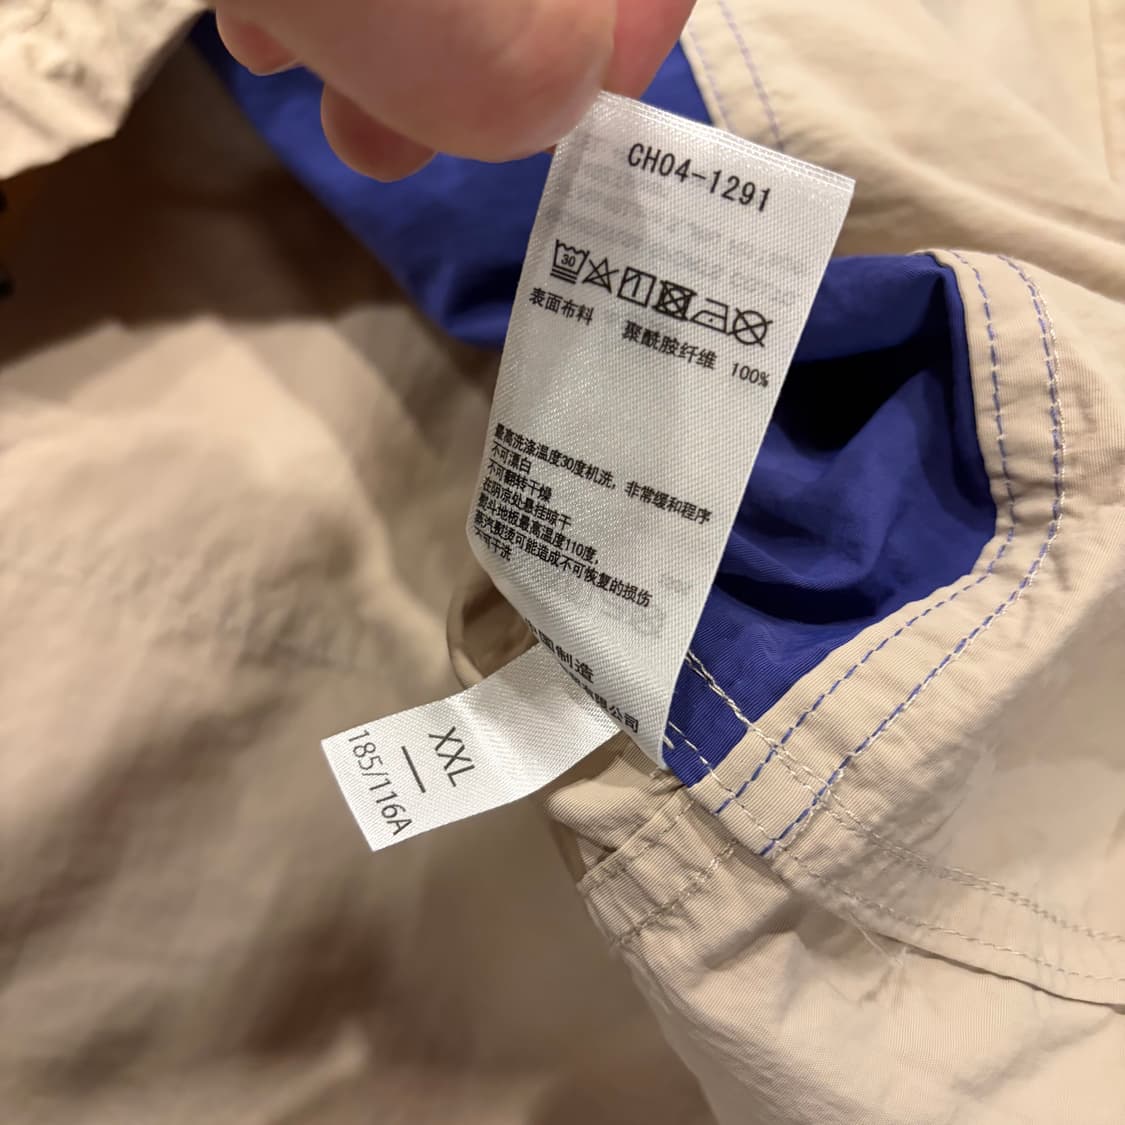 CH04-1291
30
表面布料 聚酰胺纤维 100%
最高洗涤温度30度机洗，非常缓和程序
不可漂白
不可翻转干燥
在阴凉处悬挂晾干
熨斗地板最高温度110度，
蒸汽熨烫可能造成不可恢复的损伤
不可干洗
中国制造
有限公司
XXL
185/116A